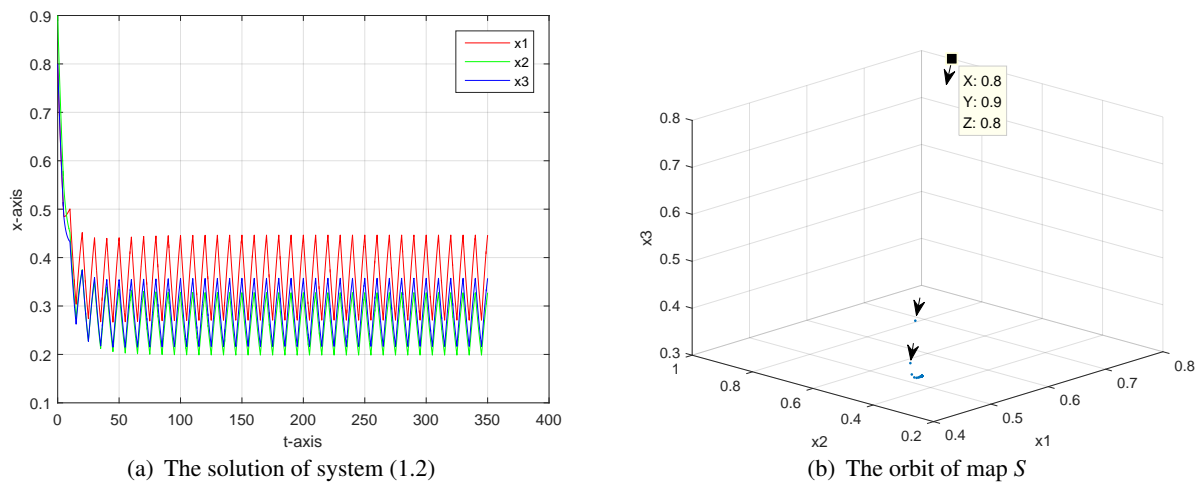 0.9
0.8
0.7
0.6
0.5
0.4
0.3
0.2
0.1
x-axis
0
50
100
150
200
250
300
350
400
t-axis
x1
x2
x3
(a) The solution of system (1.2)
X: 0.8
Y: 0.9
Z: 0.8
0.8
0.7
0.6
0.5
0.4
0.3
x3
1
0.8
0.6
0.4
0.2
x2
0.4
0.5
0.6
0.7
0.8
x1
(b) The orbit of map S